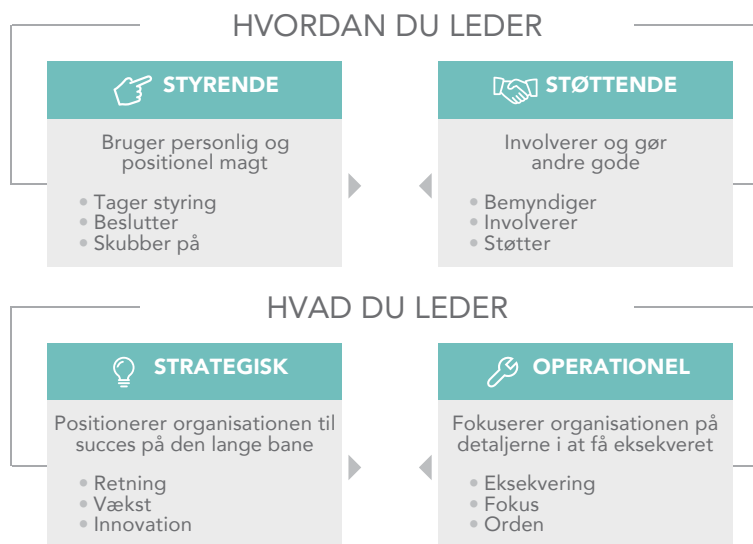 HVORDAN DU LEDER
STYRENDE
Bruger personlig og
positionel magt
• Tager styring
• Beslutter
• Skubber på
STØTTENDE
Involverer og gør
andre gode
• Bemyndiger
• Involverer
• Støtter
HVAD DU LEDER
STRATEGISK
Positionerer organisationen til
succes på den lange bane
• Retning
• Vækst
• Innovation
OPERATIONEL
Fokuserer organisationen på
detaljerne i at få eksekveret
• Eksekvering
• Fokus
• Orden